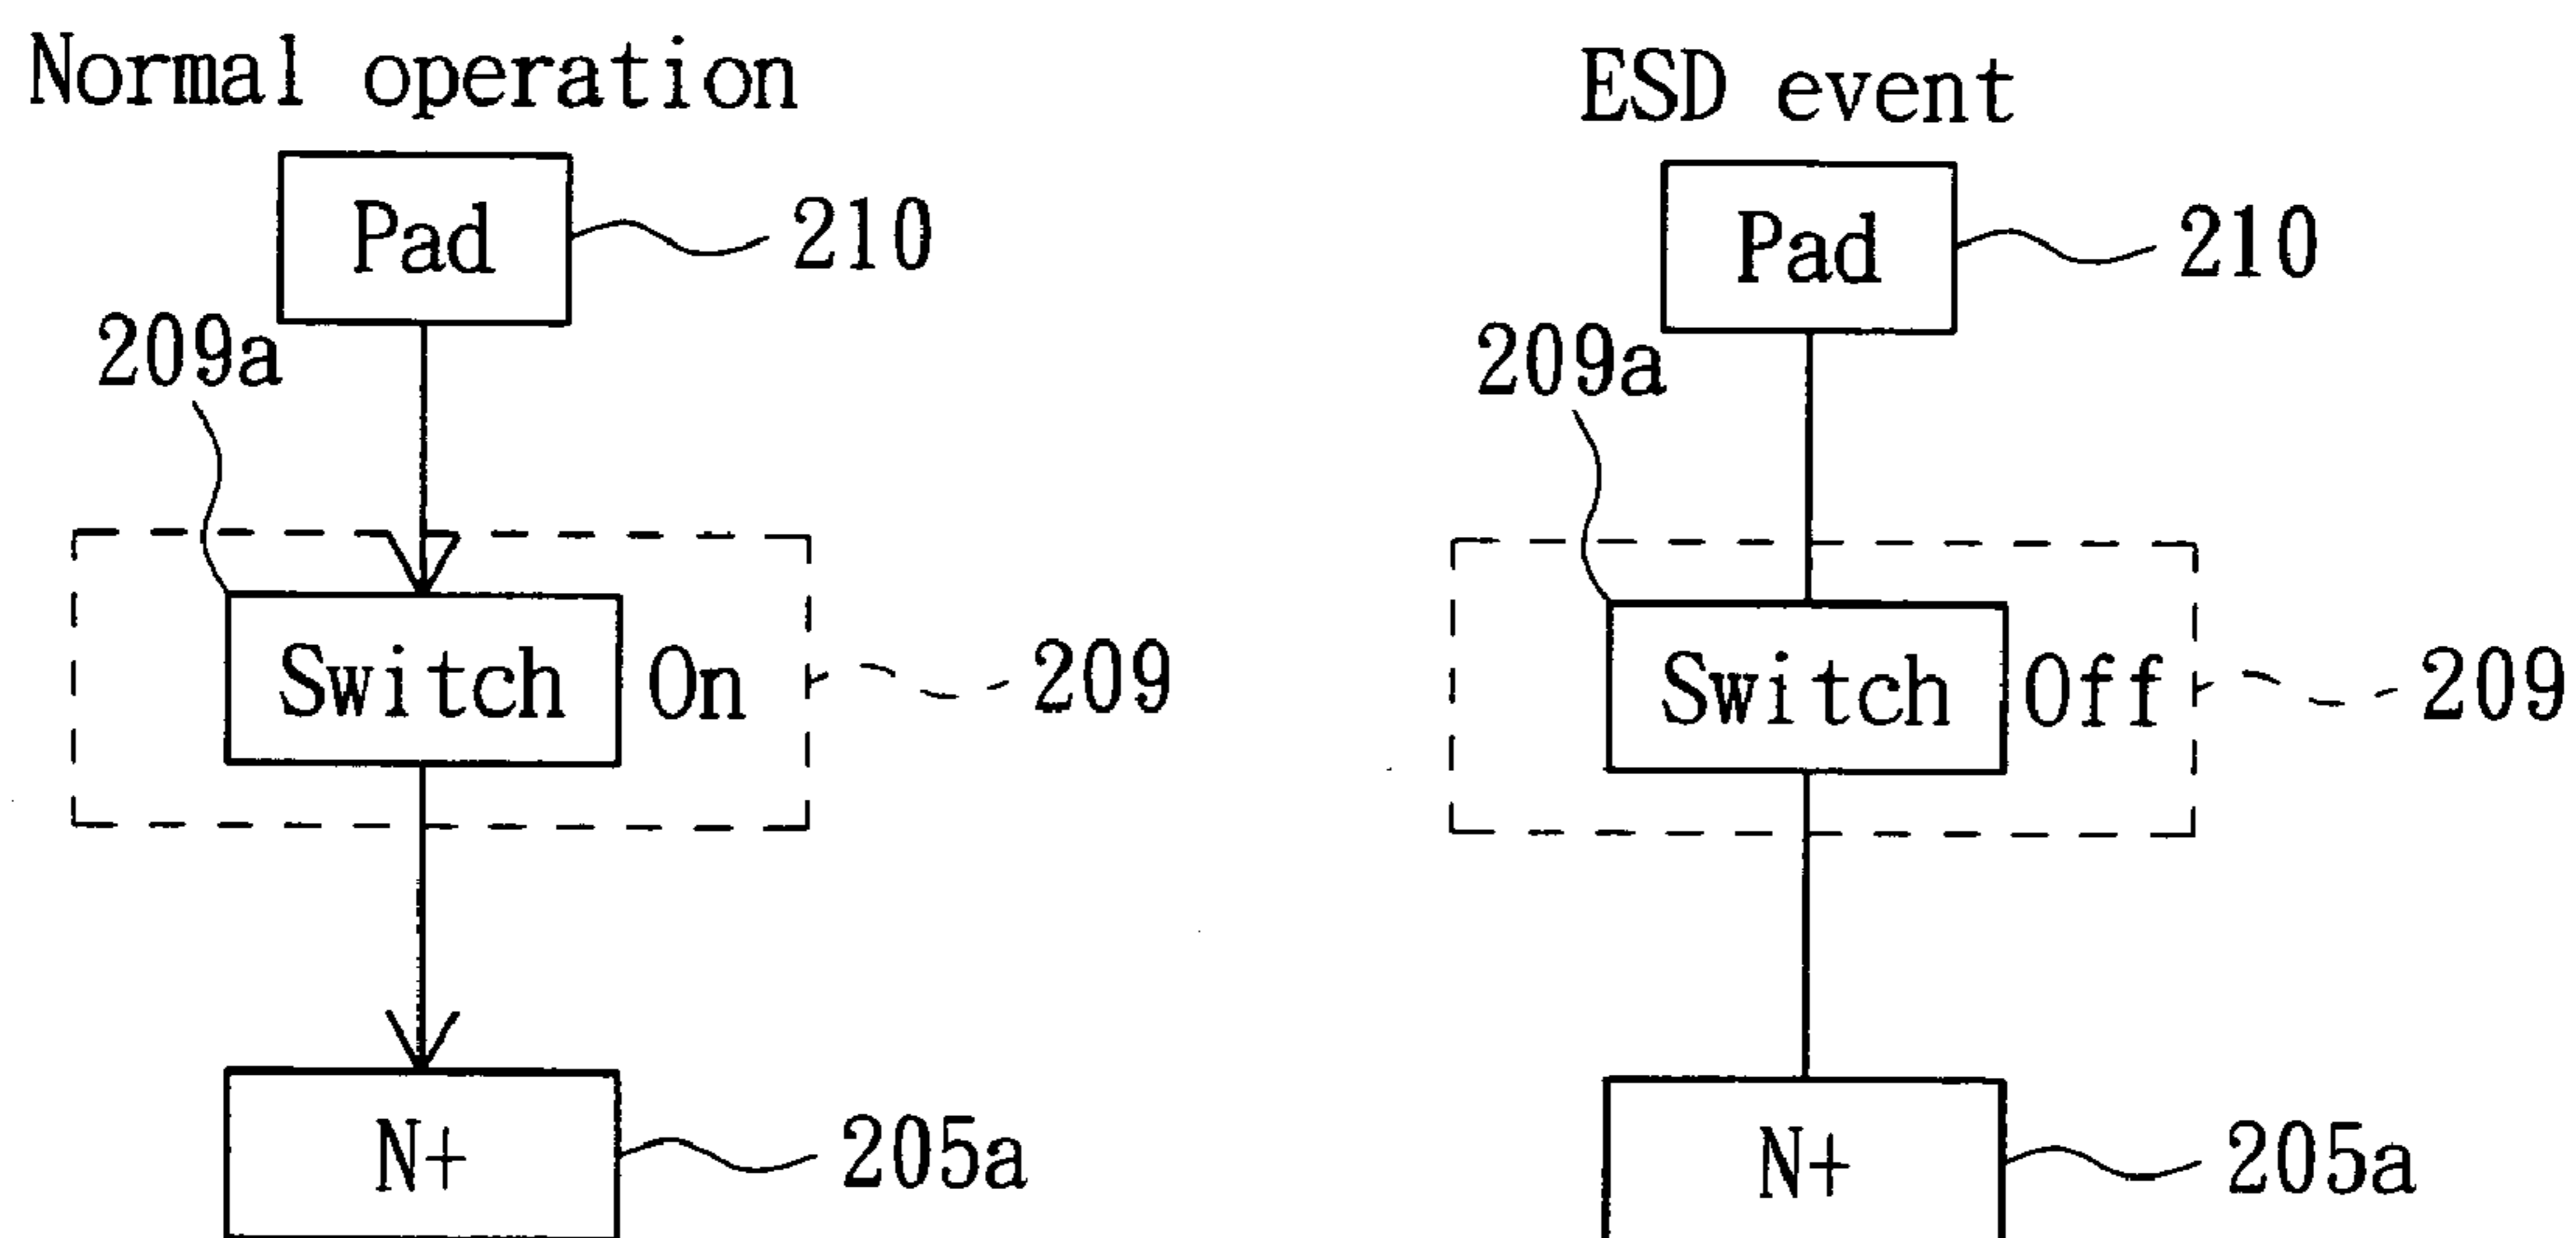 Normal operation
Pad
210
209a
Switch
On
209
N+
205a
ESD event
Pad
210
209a
Switch
Off
209
N+
205a